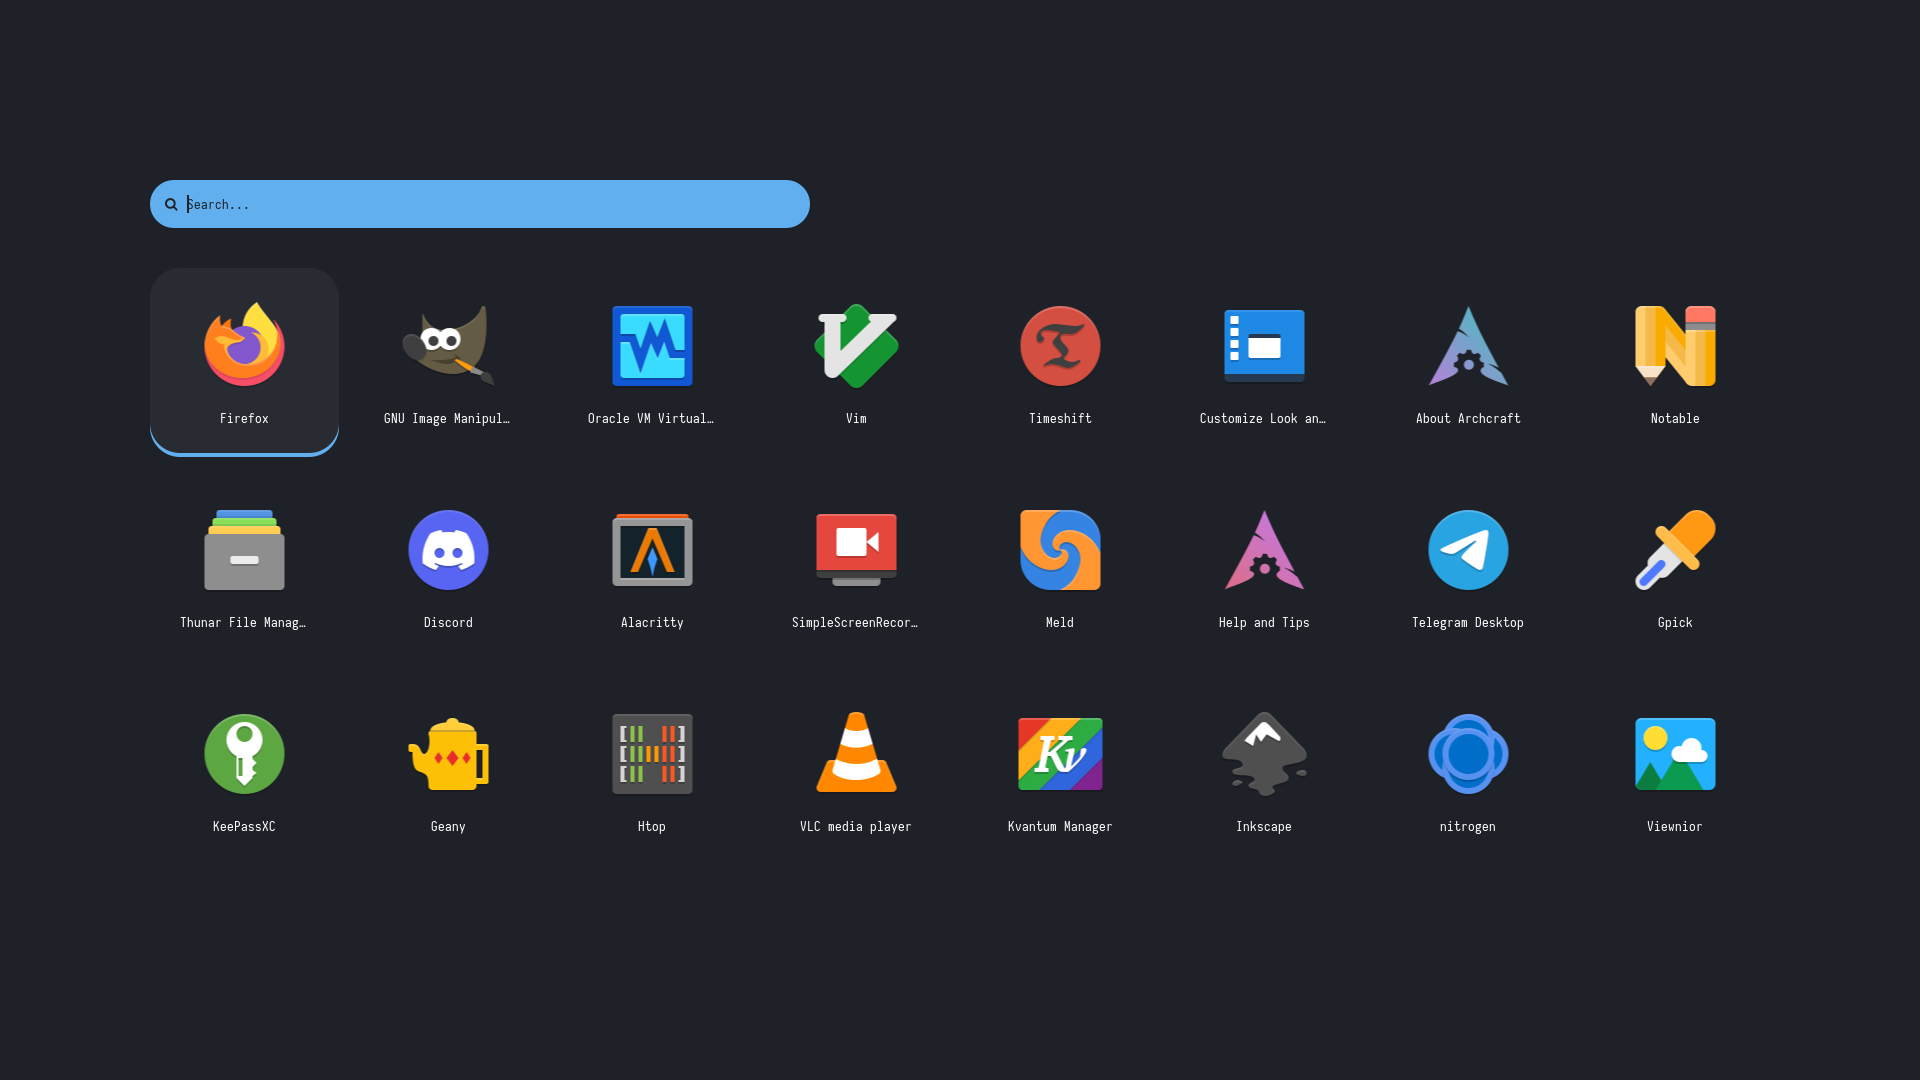 Search...
Firefox
GNU Image Manipul…
Oracle VM Virtual…
Vim
Timeshift
Customize Look an…
About Archcraft
Notable
Thunar File Manag…
Discord
Alacritty
SimpleScreenRecor…
Meld
Help and Tips
Telegram Desktop
Gpick
KeePassXC
Geany
Htop
VLC media player
Kv
Kvantum Manager
Inkscape
nitrogen
Viewnior